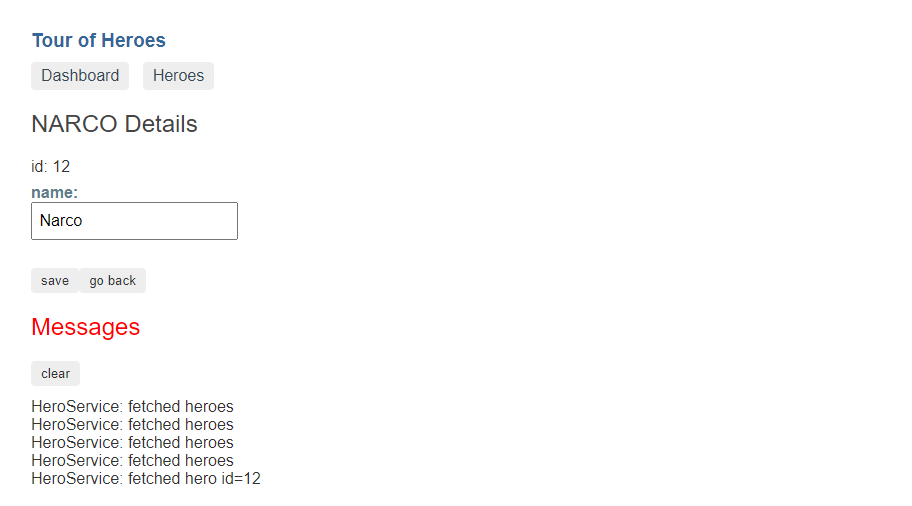 Tour of Heroes
Dashboard Heroes
NARCO Details
id: 12
name:
Narco
save go back
Messages
clear
HeroService: fetched heroes
HeroService: fetched heroes
HeroService: fetched heroes
HeroService: fetched heroes
HeroService: fetched hero id=12